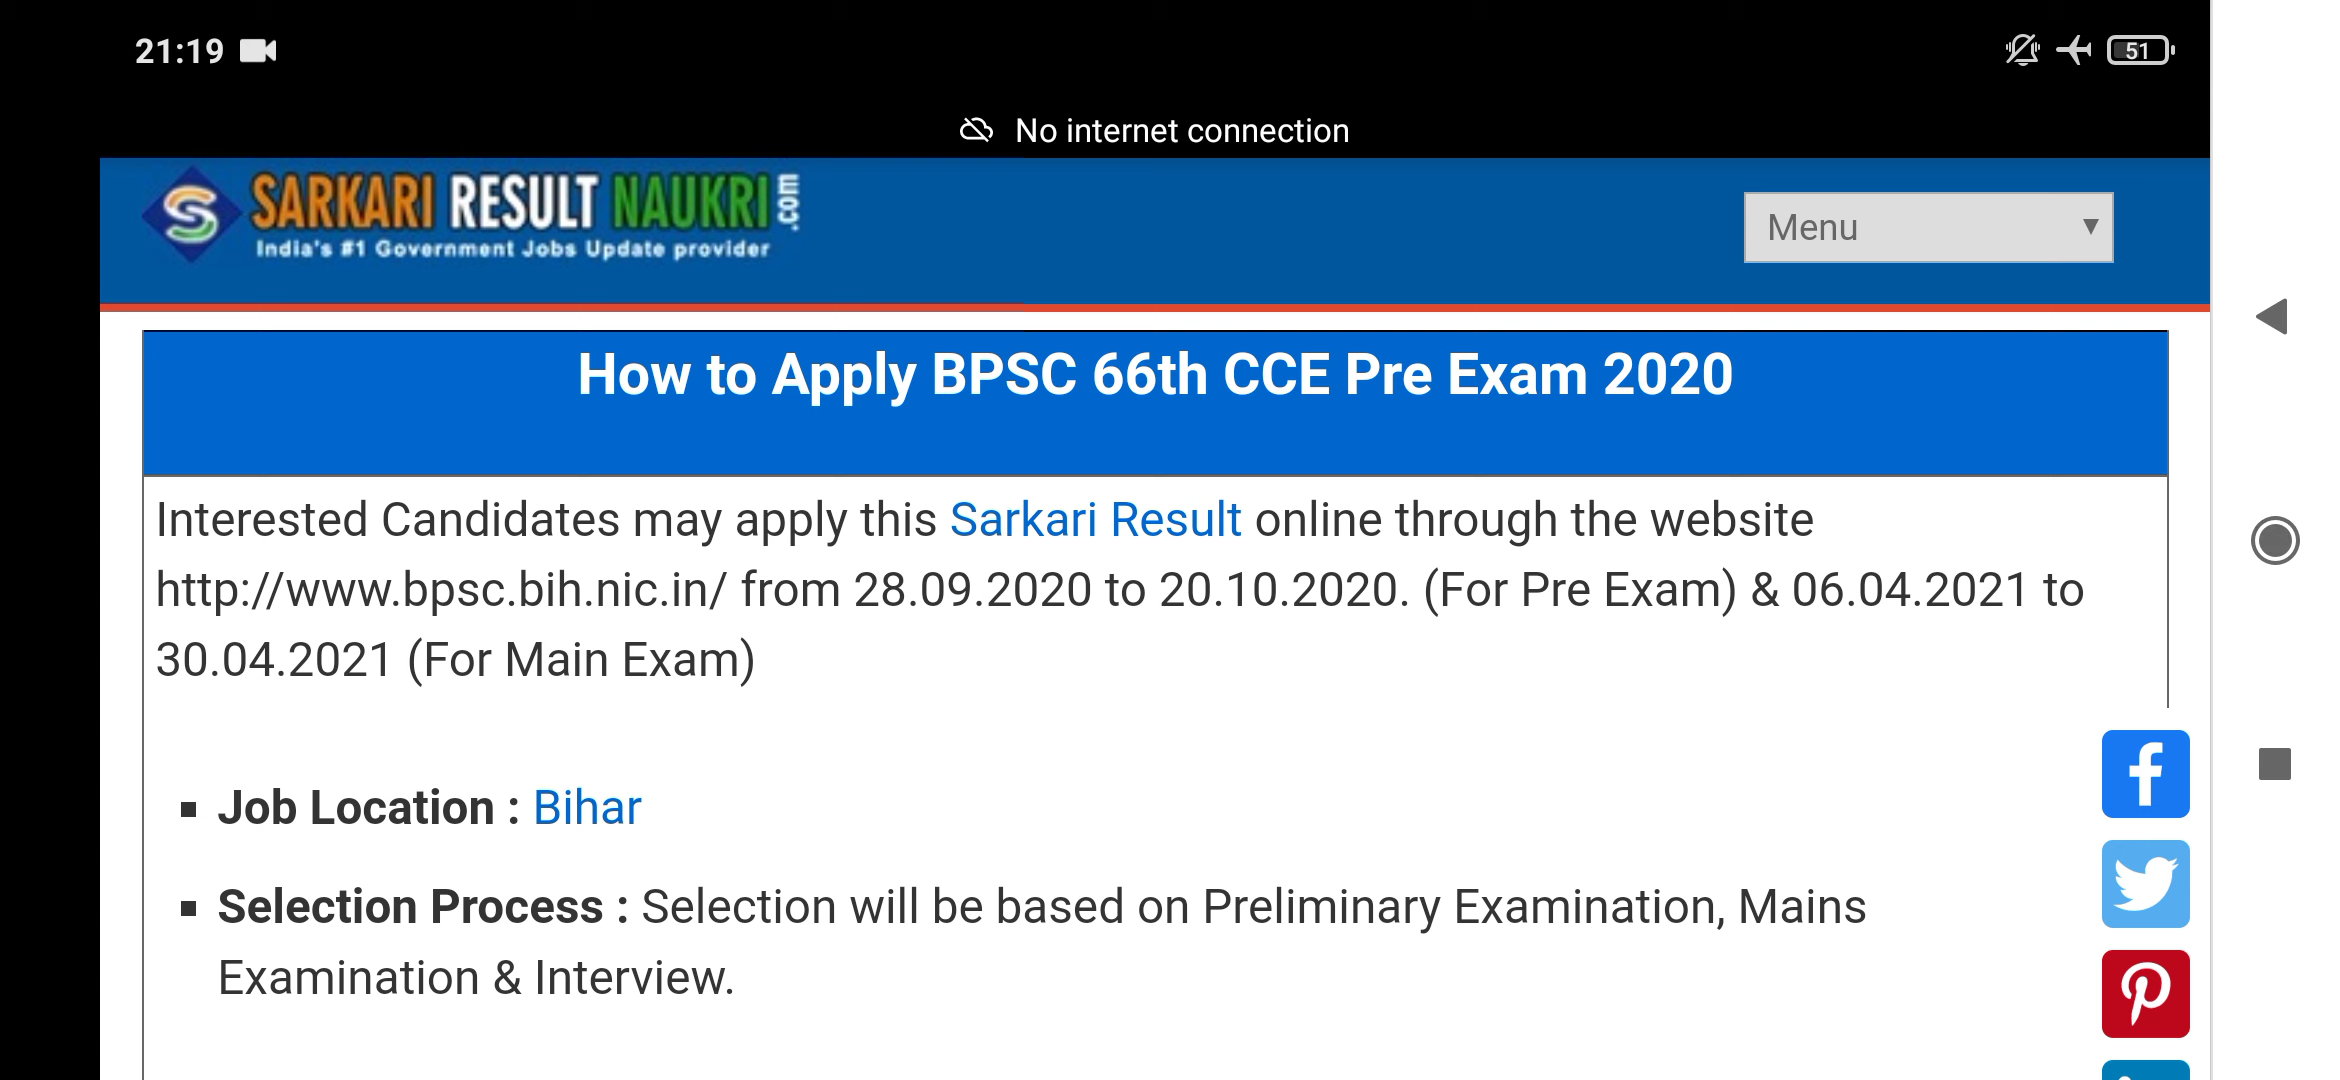 21:19
51
No internet connection
SARKARI RESULT NAUKRI .com
India's #1 Government Jobs Update provider
Menu
How to Apply BPSC 66th CCE Pre Exam 2020
Interested Candidates may apply this Sarkari Result online through the website
http://www.bpsc.bih.nic.in/ from 28.09.2020 to 20.10.2020. (For Pre Exam) & 06.04.2021 to
30.04.2021 (For Main Exam)
Job Location : Bihar
Selection Process : Selection will be based on Preliminary Examination, Mains
Examination & Interview.